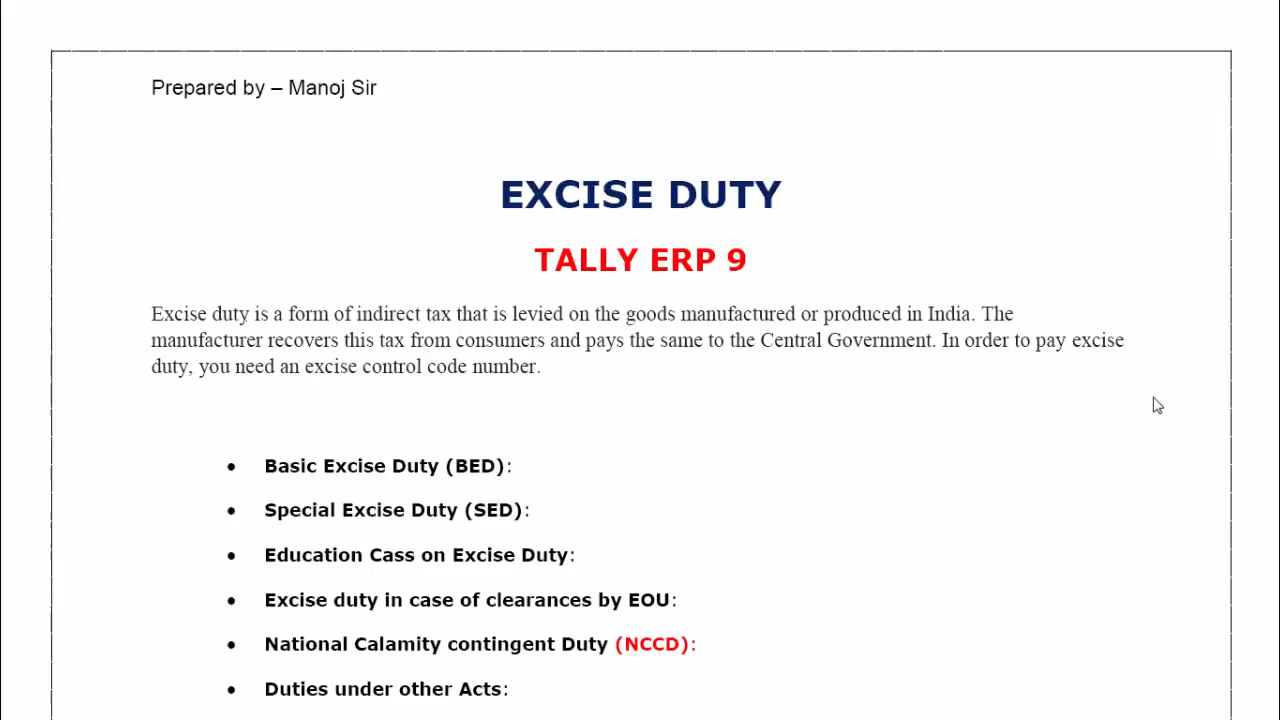 Prepared by – Manoj Sir
EXCISE DUTY
TALLY ERP 9
Excise duty is a form of indirect tax that is levied on the goods manufactured or produced in India. The
manufacturer recovers this tax from consumers and pays the same to the Central Government. In order to pay excise
duty, you need an excise control code number.
• Basic Excise Duty (BED):
• Special Excise Duty (SED):
• Education Cass on Excise Duty:
• Excise duty in case of clearances by EOU:
• National Calamity contingent Duty (NCCD):
• Duties under other Acts: